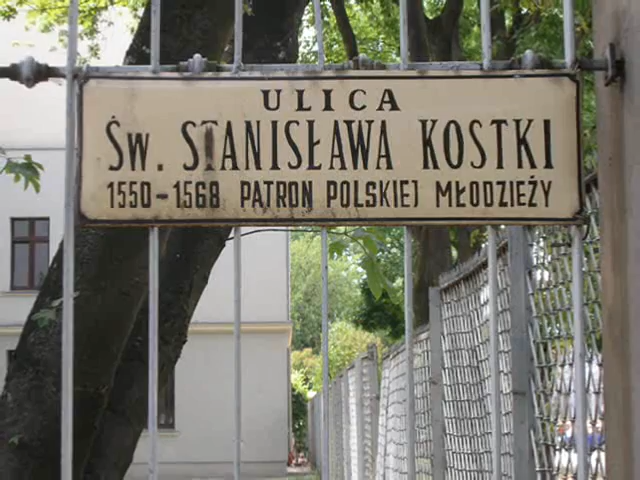 ULICA
ŚW. STANISŁAWA KOSTKI
1550-1568 PATRON POLSKIEJ MŁODZIEŻY